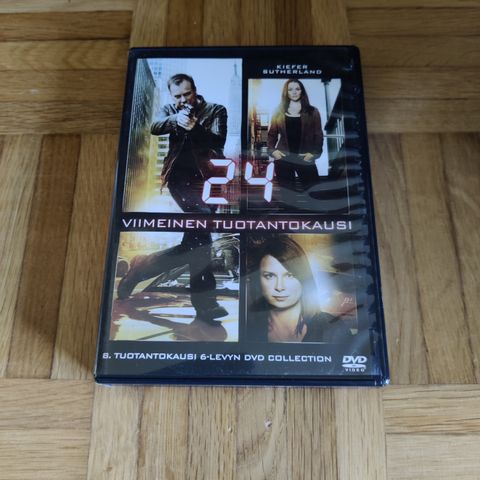 KIEFER
SUTHERLAND
24
VIIMEINEN TUOTANTOKAUSI
8. TUOTANTOKAUSI 6-LEVYN DVD COLLECTION
DVD
VIDEO